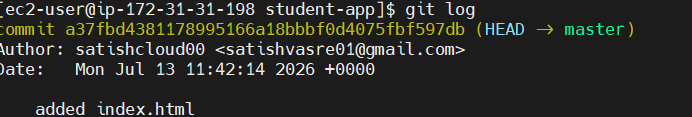 [ec2-user@ip-172-31-31-198 student-app]$ git log
commit a37fbd4381178995166a18bbbf0d4075fbf597db (HEAD → master)
Author: satishcloud00 <satishvasre01@gmail.com>
Date:   Mon Jul 13 11:42:14 2026 +0000
    added index.html